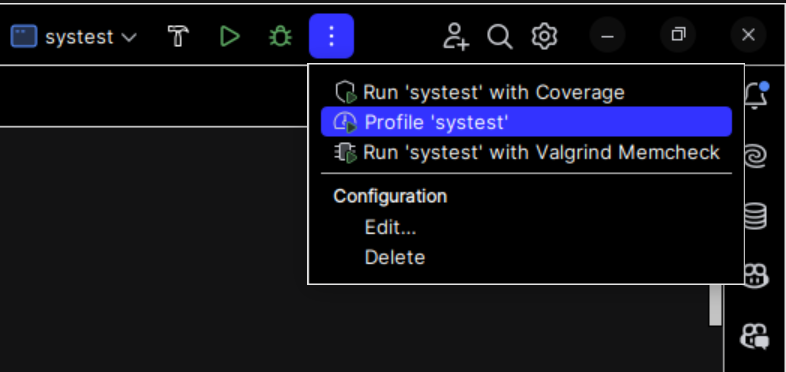 systest
Run 'systest' with Coverage
Profile 'systest'
Run 'systest' with Valgrind Memcheck
Configuration
Edit...
Delete